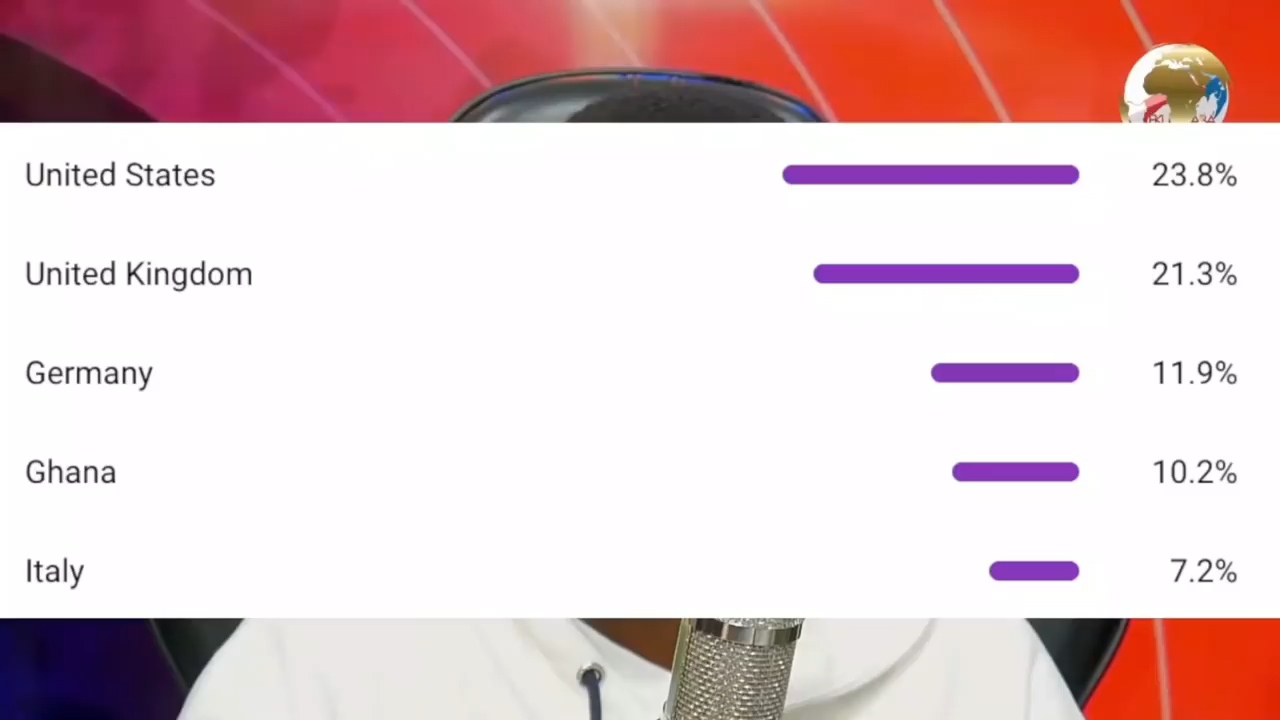 United States 23.8%
United Kingdom 21.3%
Germany 11.9%
Ghana 10.2%
Italy 7.2%